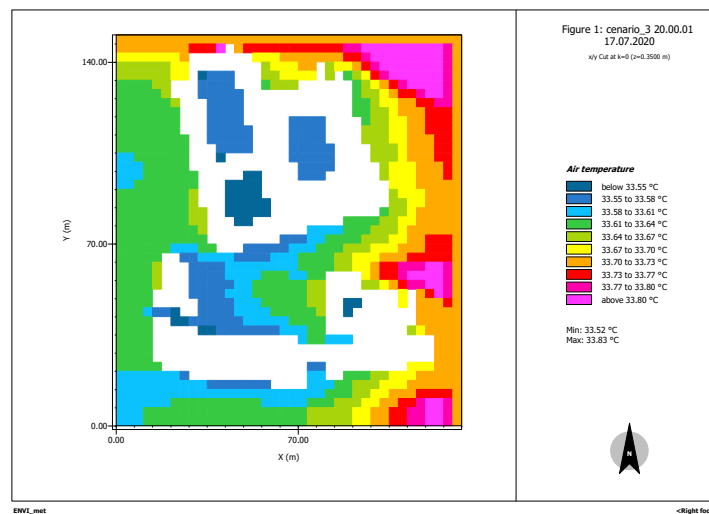 Figure 1: cenario_3 20.00.01
17.07.2020
x/y Cut at k=0 (z=0.3500 m)
140.00
70.00
0.00
Y (m)
0.00
70.00
X (m)
Air temperature
below 33.55 °C
33.55 to 33.58 °C
33.58 to 33.61 °C
33.61 to 33.64 °C
33.64 to 33.67 °C
33.67 to 33.70 °C
33.70 to 33.73 °C
33.73 to 33.77 °C
33.77 to 33.80 °C
above 33.80 °C
Min: 33.52 °C
Max: 33.83 °C
N
ENVI_met
<Right foo